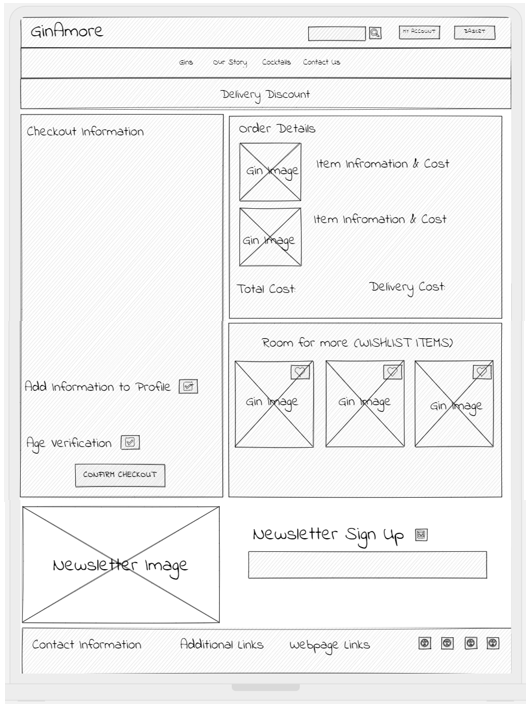 GinAmore
MY ACCOUNT
BASKET
Gins Our Story Cocktails Contact Us
Delivery Discount
Checkout Information
Add Information to Profile
Age Verification
CONFIRM CHECKOUT
Order Details
Gin Image
Item Infromation & Cost
Gin Image
Item Infromation & Cost
Total Cost
Delivery Cost
Room for more (WISHLIST ITEMS)
Gin Image
Gin Image
Gin Image
Newsletter Image
Newsletter Sign Up
Contact Information
Additional Links
Webpage Links